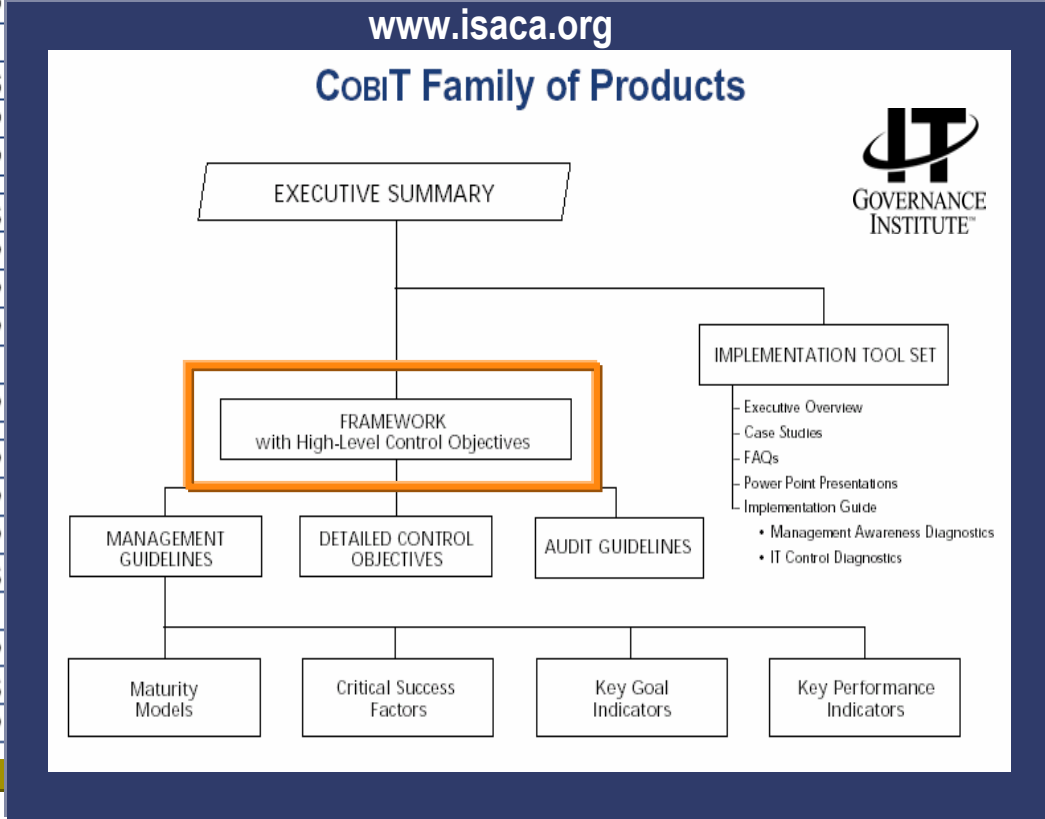 www.isaca.org
COBIT Family of Products
IT
GOVERNANCE
INSTITUTE™
EXECUTIVE SUMMARY
IMPLEMENTATION TOOL SET
Executive Overview
Case Studies
FAQs
Power Point Presentations
Implementation Guide
• Management Awareness Diagnostics
• IT Control Diagnostics
FRAMEWORK
with High-Level Control Objectives
MANAGEMENT
GUIDELINES
DETAILED CONTROL
OBJECTIVES
AUDIT GUIDELINES
Maturity
Models
Critical Success
Factors
Key Goal
Indicators
Key Performance
Indicators